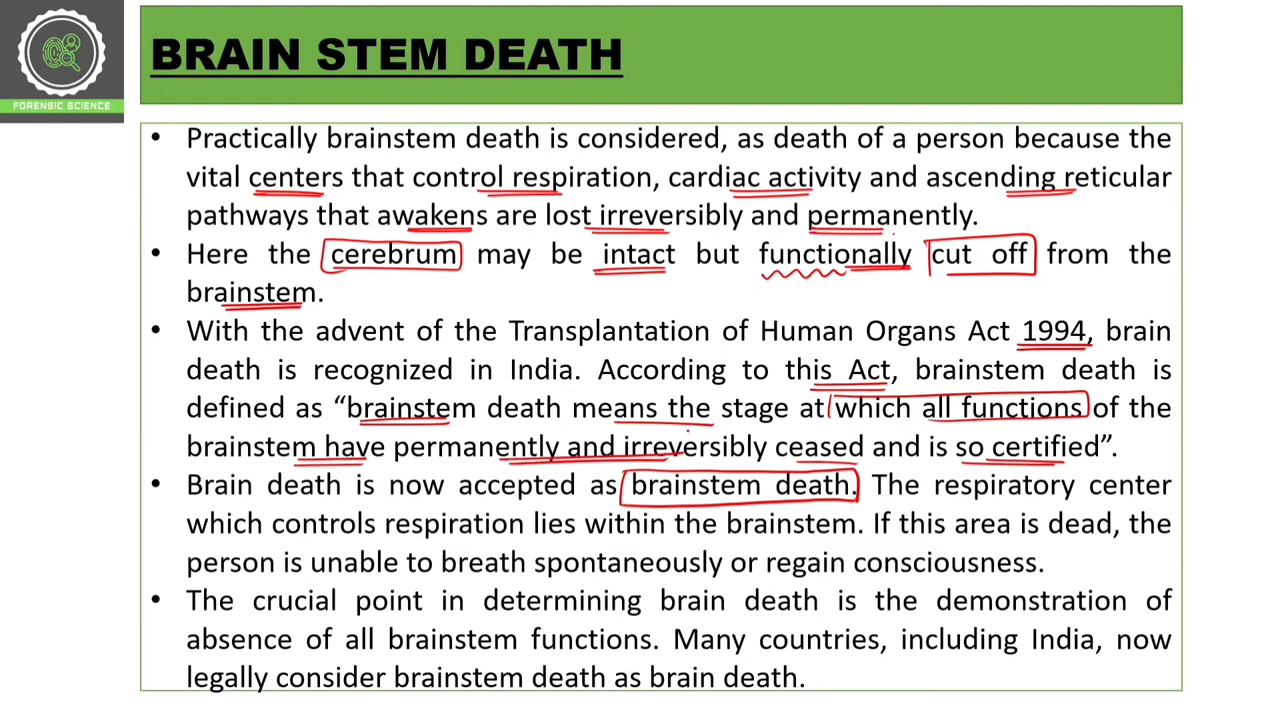 FORENSIC SCIENCE
BRAIN STEM DEATH
• Practically brainstem death is considered, as death of a person because the
vital centers that control respiration, cardiac activity and ascending reticular
pathways that awakens are lost irreversibly and permanently.
• Here the cerebrum may be intact but functionally cut off from the
brainstem.
• With the advent of the Transplantation of Human Organs Act 1994, brain
death is recognized in India. According to this Act, brainstem death is
defined as “brainstem death means the stage at which all functions of the
brainstem have permanently and irreversibly ceased and is so certified”.
• Brain death is now accepted as brainstem death. The respiratory center
which controls respiration lies within the brainstem. If this area is dead, the
person is unable to breath spontaneously or regain consciousness.
• The crucial point in determining brain death is the demonstration of
absence of all brainstem functions. Many countries, including India, now
legally consider brainstem death as brain death.